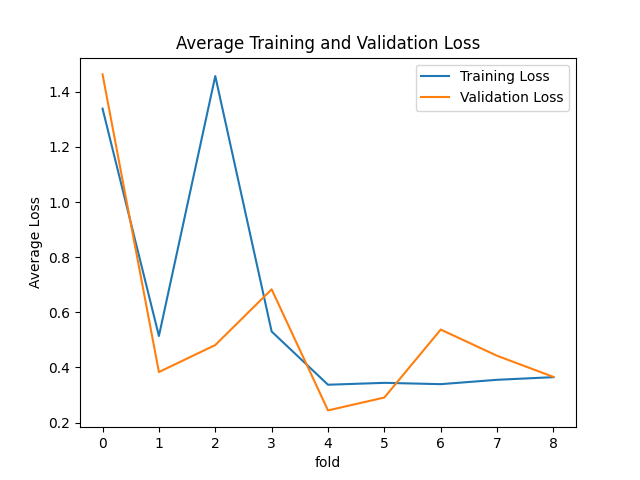 Average Training and Validation Loss
Training Loss
Validation Loss
1.4
1.2
1.0
0.8
0.6
0.4
0.2
Average Loss
0 1 2 3 4 5 6 7 8
fold